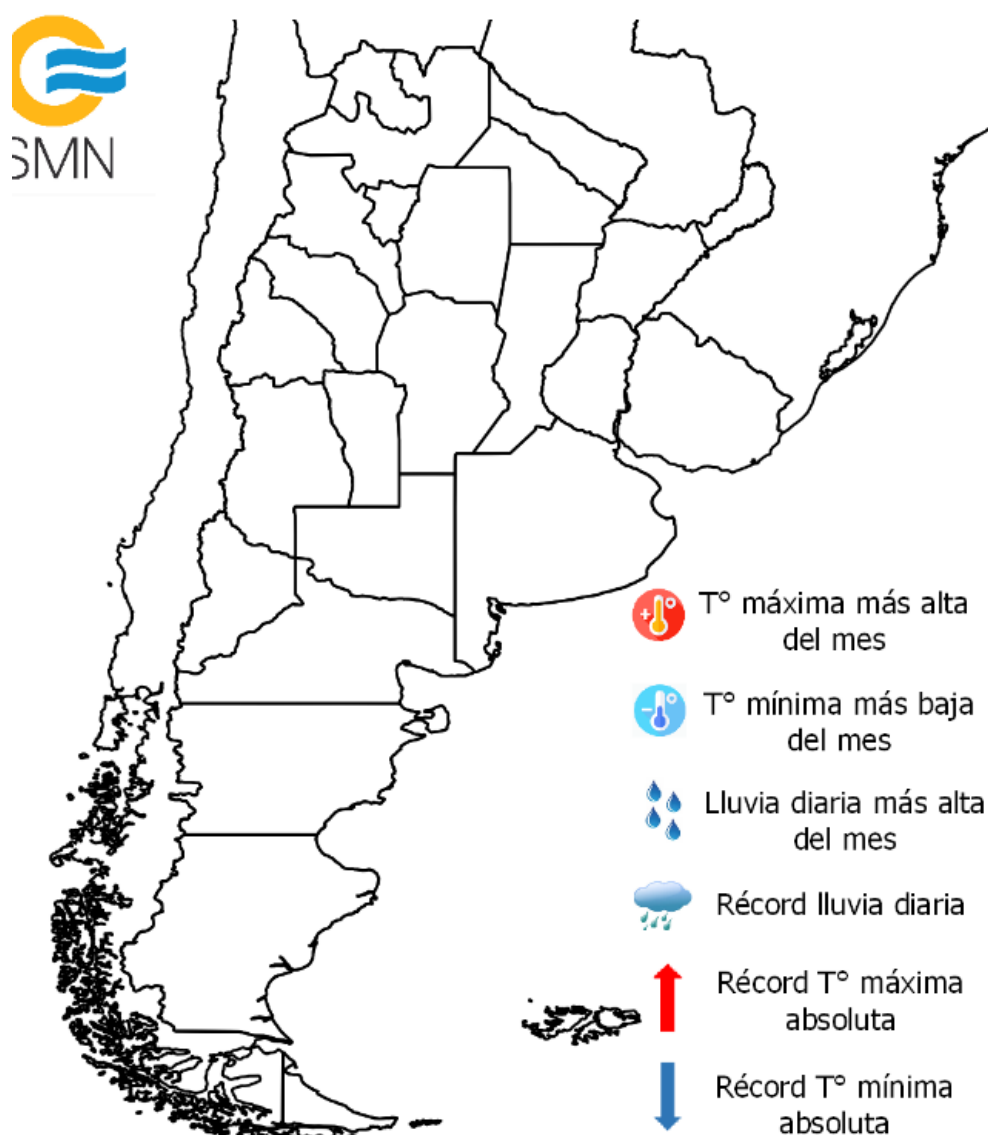 SMN
T° máxima más alta
del mes
T° mínima más baja
del mes
Lluvia diaria más alta
del mes
Récord lluvia diaria
Récord T° máxima
absoluta
Récord T° mínima
absoluta